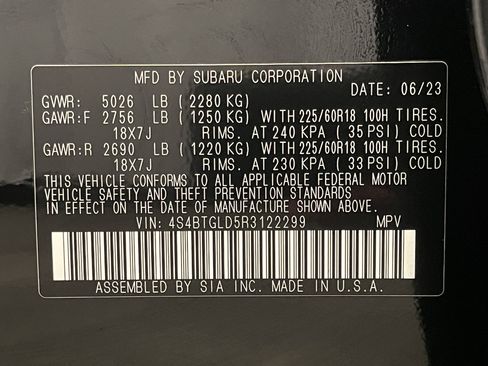 MFD BY SUBARU CORPORATION
DATE: 06/23
GVWR: 5026 LB (2280 KG)
GAWR:F 2756 LB (1250 KG) WITH 225/60R18 100H TIRES.
18X7J RIMS. AT 240 KPA (35 PSI) COLD
GAWR:R 2690 LB (1220 KG) WITH 225/60R18 100H TIRES.
18X7J RIMS. AT 230 KPA (33 PSI) COLD
THIS VEHICLE CONFORMS TO ALL APPLICABLE FEDERAL MOTOR
VEHICLE SAFETY AND THEFT PREVENTION STANDARDS
IN EFFECT ON THE DATE OF MANUFACTURE SHOWN ABOVE.
VIN: 4S4BTGLD5R3122299 MPV
ASSEMBLED BY SIA INC. MADE IN U.S.A.